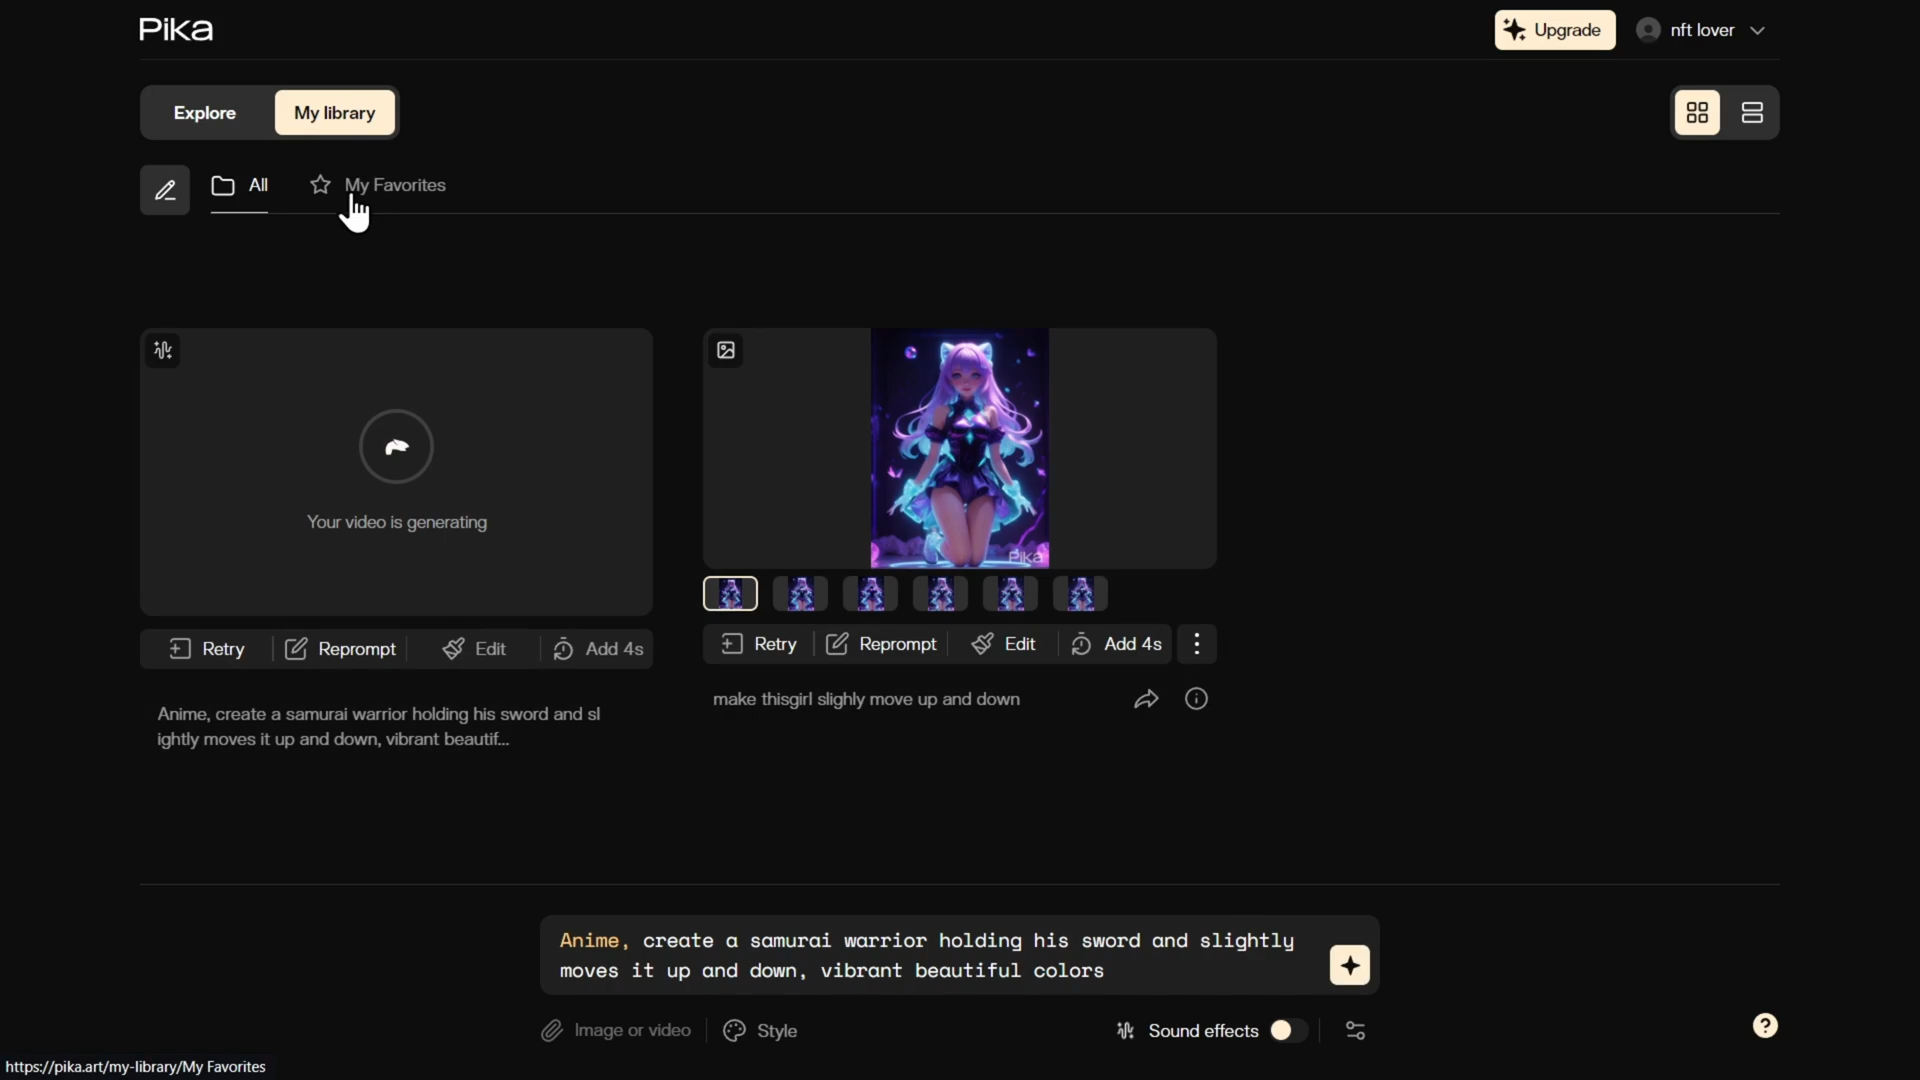 Pika
Upgrade
nft lover
Explore
My library
All
My Favorites
Your video is generating
Pika
Retry
Reprompt
Edit
Add 4s
Retry
Reprompt
Edit
Add 4s
Anime, create a samurai warrior holding his sword and sl
ightly moves it up and down, vibrant beautif...
make thisgirl slighly move up and down
Anime, create a samurai warrior holding his sword and slightly
moves it up and down, vibrant beautiful colors
Image or video
Style
Sound effects
?
https://pika.art/my-library/My Favorites